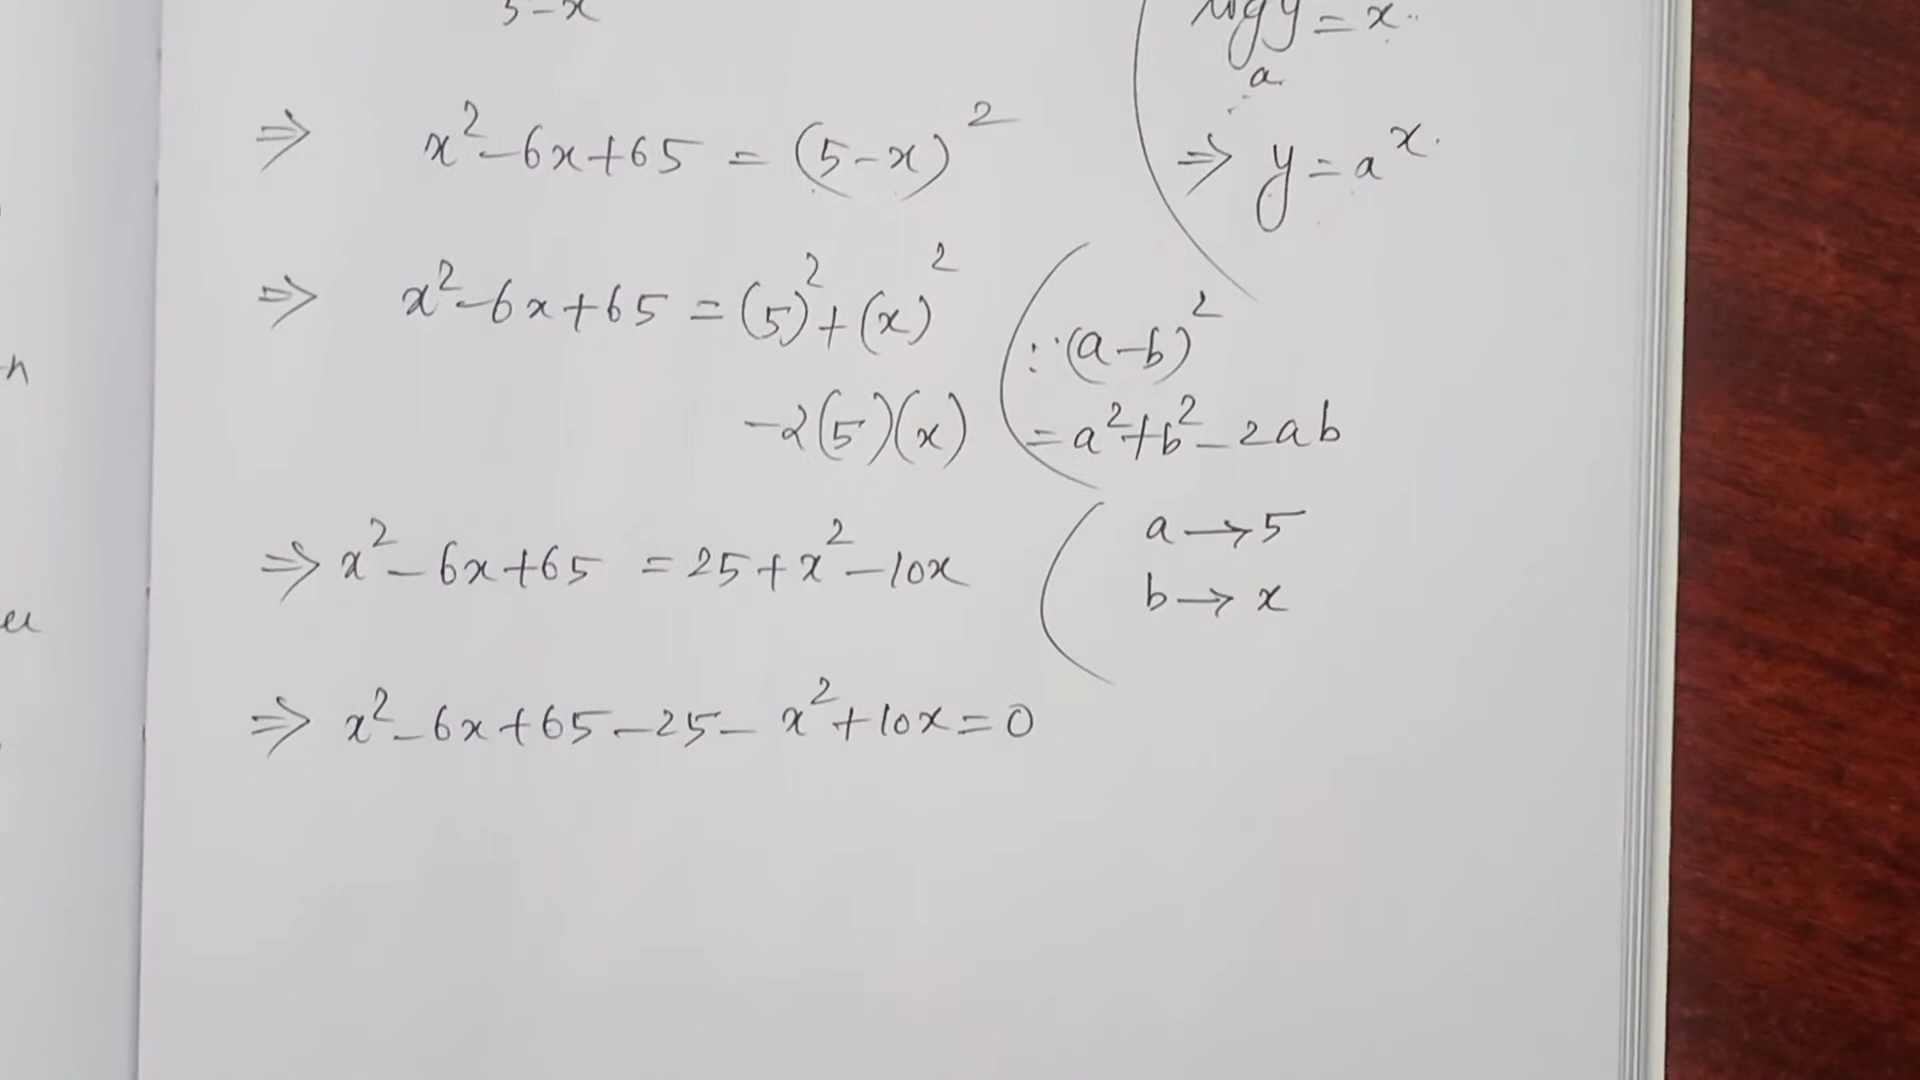 5-x
log_a y = x
⇒ x²-6x+65 = (5-x)²
⇒ y = a^x.
⇒ x²-6x+65 = (5)²+(x)²
-2(5)(x)
∵ (a-b)²
= a²+b²-2ab
⇒ x²-6x+65 = 25+x²-10x
a → 5
b → x
⇒ x²-6x+65-25-x²+10x=0